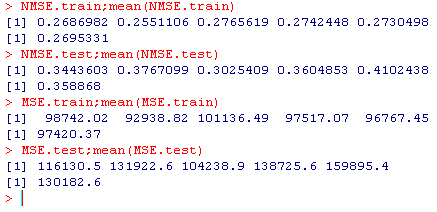 > NMSE.train;mean(NMSE.train)
[1] 0.2686982 0.2551106 0.2765619 0.2742448 0.2730498
[1] 0.2695331
> NMSE.test;mean(NMSE.test)
[1] 0.3443603 0.3767099 0.3025409 0.3604853 0.4102438
[1] 0.358868
> MSE.train;mean(MSE.train)
[1]  98742.02  92938.82 101136.49  97517.07  96767.45
[1] 97420.37
> MSE.test;mean(MSE.test)
[1] 116130.5 131922.6 104238.9 138725.6 159895.4
[1] 130182.6
>